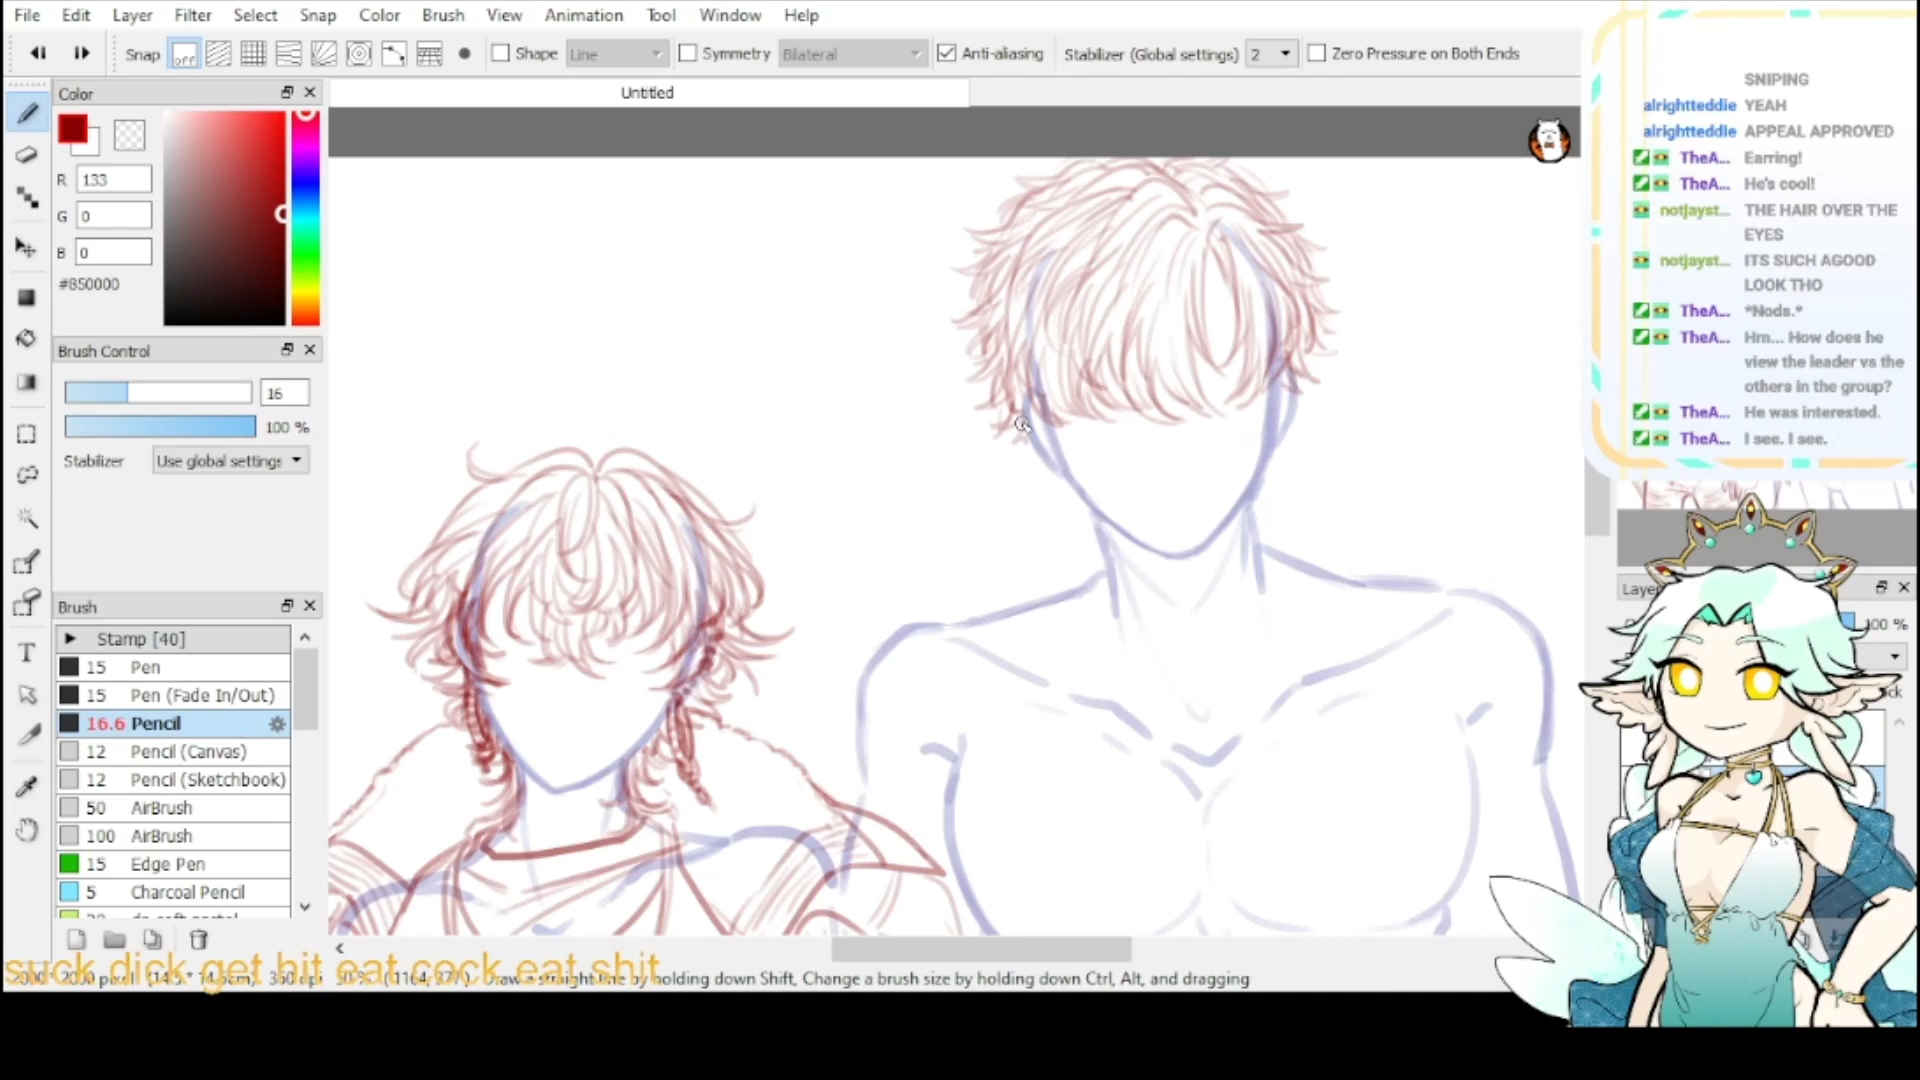 File Edit Layer Filter Select Snap Color Brush View Animation Tool Window Help
Snap off Shape Line Symmetry Bilateral Anti-aliasing Stabilizer (Global settings) 2 Zero Pressure on Both Ends
Color
Untitled
R 133
G 0
B 0
#850000
Brush Control
16
100 %
Stabilizer Use global settings
Brush
Stamp [40]
15 Pen
15 Pen (Fade In/Out)
16.6 Pencil
12 Pencil (Canvas)
12 Pencil (Sketchbook)
50 AirBrush
100 AirBrush
15 Edge Pen
5 Charcoal Pencil
suck dick get hit eat cock eat shit
by holding down Shift, Change a brush size by holding down Ctrl, Alt, and dragging
SNIPING
alrightteddie YEAH
alrightteddie APPEAL APPROVED
TheA... Earring!
TheA... He's cool!
notjayst... THE HAIR OVER THE
EYES
notjayst... ITS SUCH AGOOD
LOOK THO
TheA... *Nods.*
TheA... Hm... How does he
view the leader vs the
others in the group?
TheA... He was interested.
TheA... I see. I see.
Laye
100 %